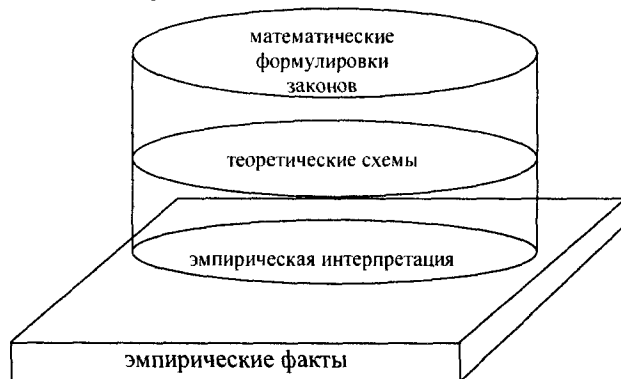 математические
формулировки
законов
теоретические схемы
эмпирическая интерпретация
эмпирические факты